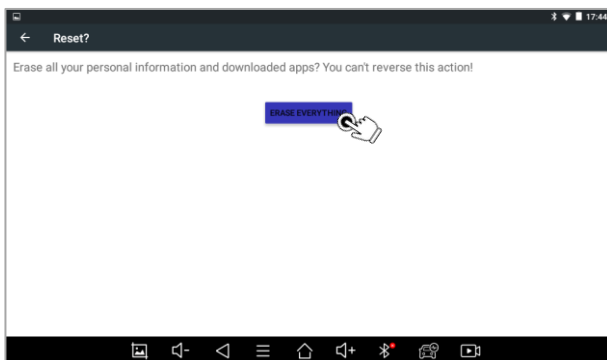 17:44
Reset?
Erase all your personal information and downloaded apps? You can't reverse this action!
ERASE EVERYTHING